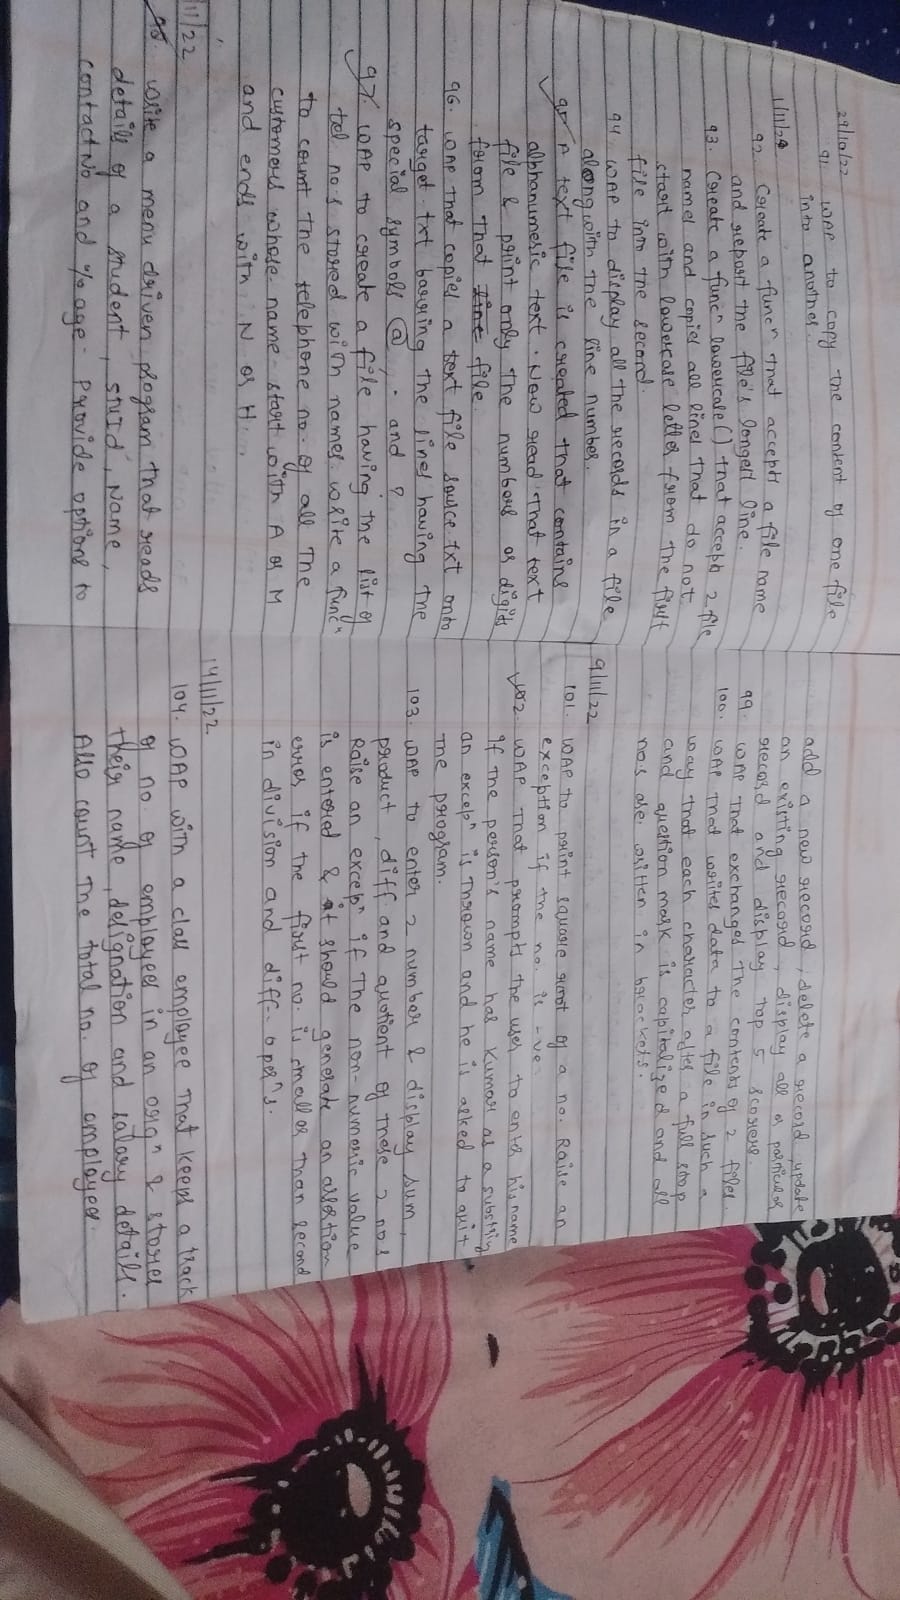 29/10/22
91. WAP to copy the content of one file
into another.
1/11/22
92. Create a funcn that accepts a file name
and report the file's longest line.
93. Create a funcn lowercase() that accepts 2 file
names and copies all lines that do not
start with lowercase letter from the first
file into the second.
94. WAP to display all the records in a file
alongwith the line number.
95. A text file is created that contains
alphanumeric text. Now read that text
file & print only the numbers or digits
from that line file.
96. WAP that copies a text file source.txt onto
target.txt barring the lines having the
special symbols @, . and ?
97. WAP to create a file having the list of
tel. no.s stored with names. write a funcn
to count the telephone no. of all the
customers whose name start with A or M
and ends with N or H.
/11/22
98. write a menu driven program that reads
details of a student, stuID, Name,
contactNo and %age. Provide options to
add a new record, delete a record, update
an existing record, display all or particular
record and display top 5 scorers.
99. WAP that exchanges the contents of 2 files.
100. WAP that writes data to a file in such a
way that each character after a full stop
and question mark is capitalized and all
no.s are written in brackets.
9/11/22
101. WAP to print square root of a no. Raise an
exception if the no. is -ve.
102. WAP that prompts the user to enter his name
If the person's name has Kumar as a substring
an excepn is thrown and he is asked to quit
the program.
103. WAP to enter 2 number & display sum,
product, diff. and quotient of these 2 nos
Raise an excepn if the non-numeric value
is entered & it should generate an assertion
error if the first no. is smaller than second
in division and diff. opern's.
14/11/22
104. WAP with a class employee that keeps a track
of no. of employees in an orign & stores
their name, designation and salary details.
Also count the total no. of employees